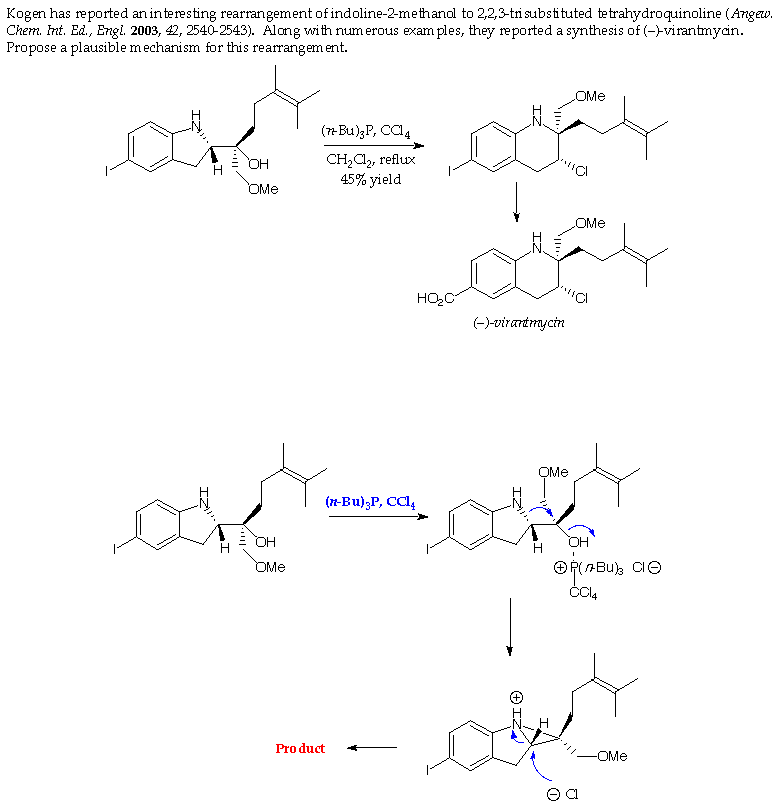 Kogen has reported an interesting rearrangement of indoline-2-methanol to 2,2,3-trisubstituted tetrahydroquinoline (Angew.
Chem. Int. Ed., Engl. 2003, 42, 2540-2543). Along with numerous examples, they reported a synthesis of (–)-virantmycin.
Propose a plausible mechanism for this rearrangement.
H
N
I
H
OH
OMe
(n-Bu)₃P, CCl₄
CH₂Cl₂, reflux
45% yield
OMe
H
N
I
Cl
OMe
H
N
HO₂C
Cl
(–)-virantmycin
H
N
I
H
OH
OMe
(n-Bu)₃P, CCl₄
OMe
H
N
I
H
OH
⊕P(n-Bu)₃ Cl⊖
CCl₄
⊕
H
N
H
I
OMe
⊖ Cl
Product